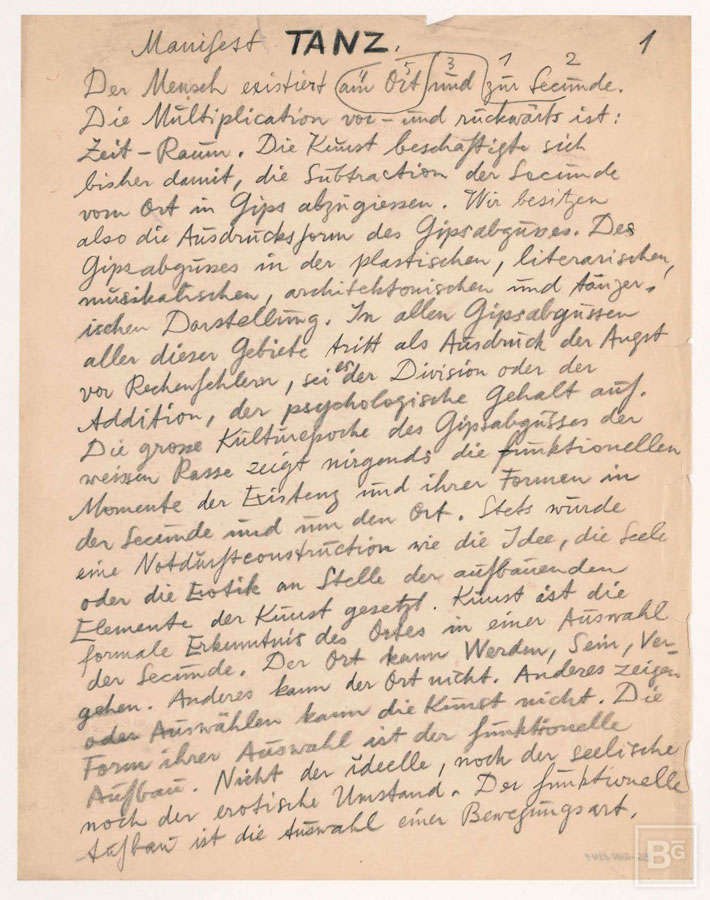 Manifest TANZ. 1
Der Mensch existiert am Ort und zur Secunde.
5 3 1 2
Die Multiplication vor- und rückwärts ist:
Zeit-Raum. Die Kunst beschäftigte sich
bisher damit, die Subtraction der Secunde
vom Ort in Gips abzugiessen. Wir besitzen
also die Ausdrucksform des Gipsabgusses. Des
Gipsabgusses in der plastischen, literarischen,
musikalischen, architektonischen und tänzer-
ischen Darstellung. In allen Gipsabgüssen
aller dieser Gebiete tritt als Ausdruck der Angst
vor Rechenfehlern, sei es der Division oder der
Addition, der psychologische Gehalt auf.
Die grosse Kulturepoche des Gipsabgusses der
weissen Rasse zeigt nirgends die funktionellen
Momente der Existenz und ihrer Formen in
der Secunde und um den Ort. Stets wurde
eine Notdurftconstruction wie die Idee, die Seele
oder die Erotik an Stelle der aufbauenden
Elemente der Kunst gesetzt. Kunst ist die
formale Erkenntnis des Ortes in einer Auswahl
der Secunde. Der Ort kann Werden, Sein, Ver-
gehen. Anderes kann der Ort nicht. Anderes zeigen
oder Auswählen kann die Kunst nicht. Die
Form ihrer Auswahl ist der funktionelle
Aufbau. Nicht der ideelle, noch der seelische
noch der erotische Umstand. Der funktionelle
Aufbau ist die Auswahl einer Bewegungsart.
BG